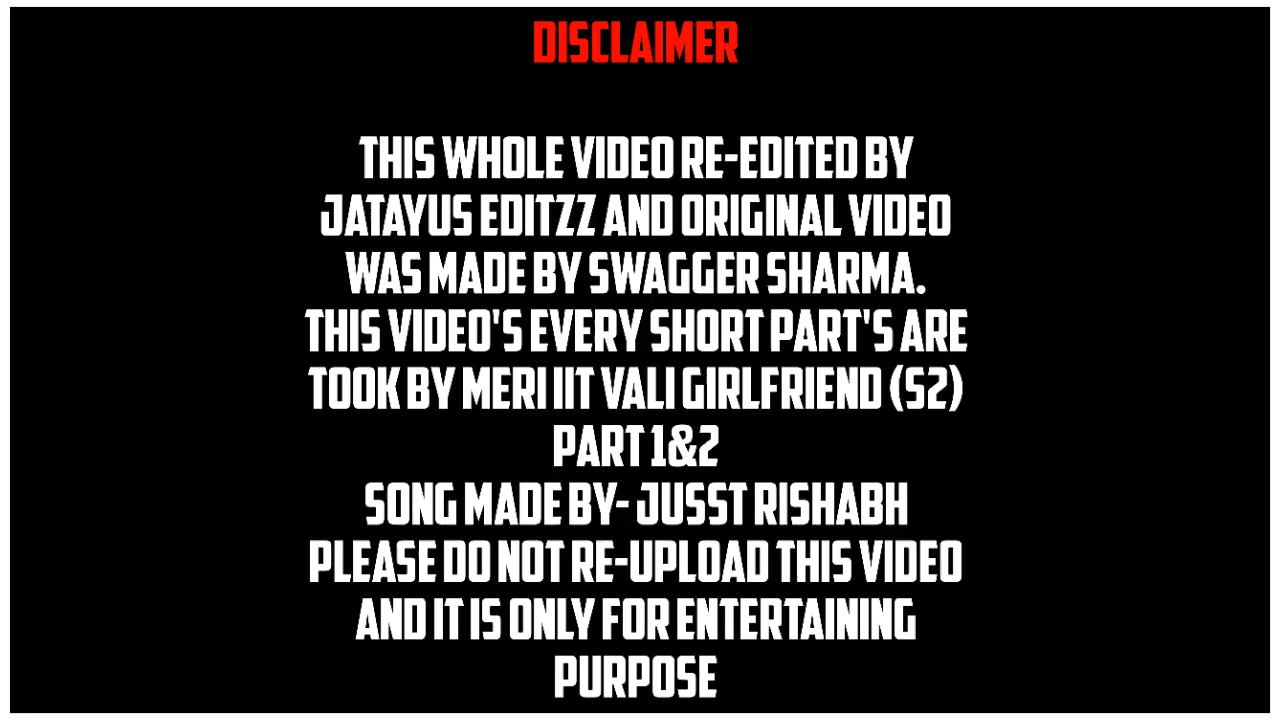 DISCLAIMER
THIS WHOLE VIDEO RE-EDITED BY
JATAYUS EDITZZ AND ORIGINAL VIDEO
WAS MADE BY SWAGGER SHARMA.
THIS VIDEO'S EVERY SHORT PART'S ARE
TOOK BY MERI IIT VALI GIRLFRIEND (S2)
PART 1&2
SONG MADE BY- JUSST RISHABH
PLEASE DO NOT RE-UPLOAD THIS VIDEO
AND IT IS ONLY FOR ENTERTAINING
PURPOSE